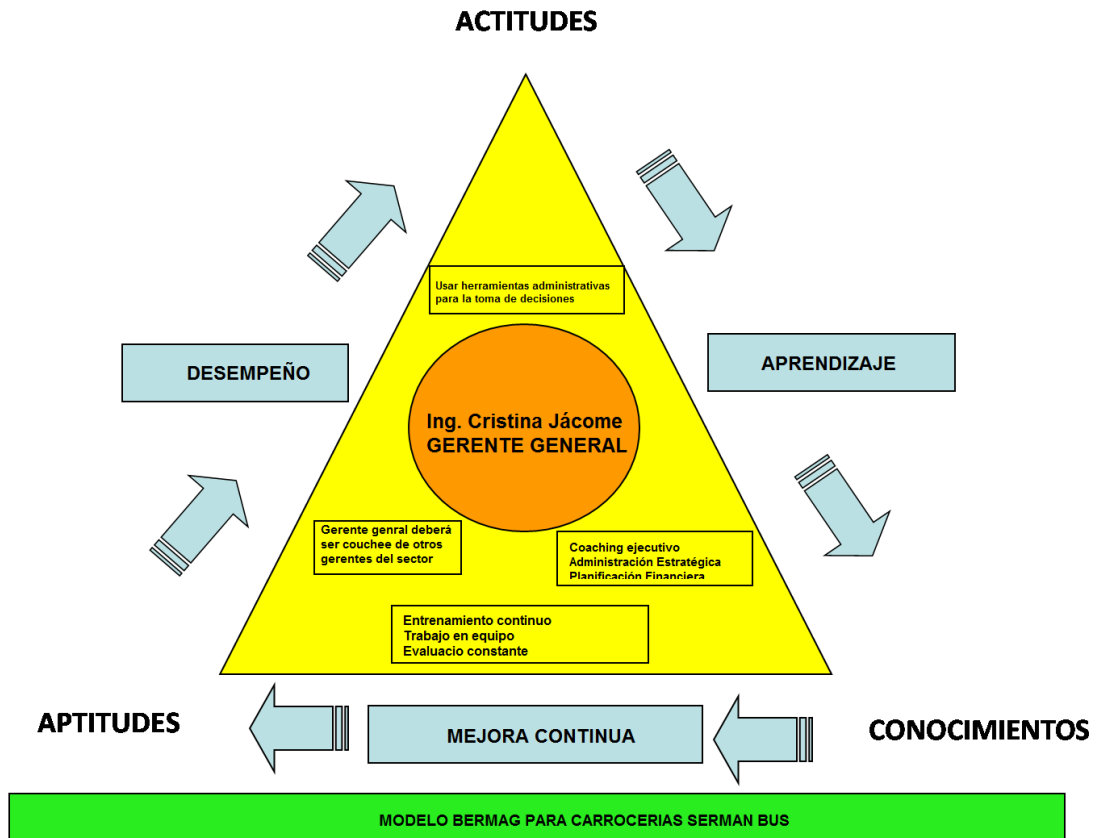 ACTITUDES
Usar herramientas administrativas
para la toma de decisiones
DESEMPEÑO
APRENDIZAJE
Ing. Cristina Jácome
GERENTE GENERAL
Gerente genral deberá
ser couchee de otros
gerentes del sector
Coaching ejecutivo
Administración Estratégica
Planificación Financiera
Entrenamiento continuo
Trabajo en equipo
Evaluacio constante
APTITUDES
MEJORA CONTINUA
CONOCIMIENTOS
MODELO BERMAG PARA CARROCERIAS SERMAN BUS